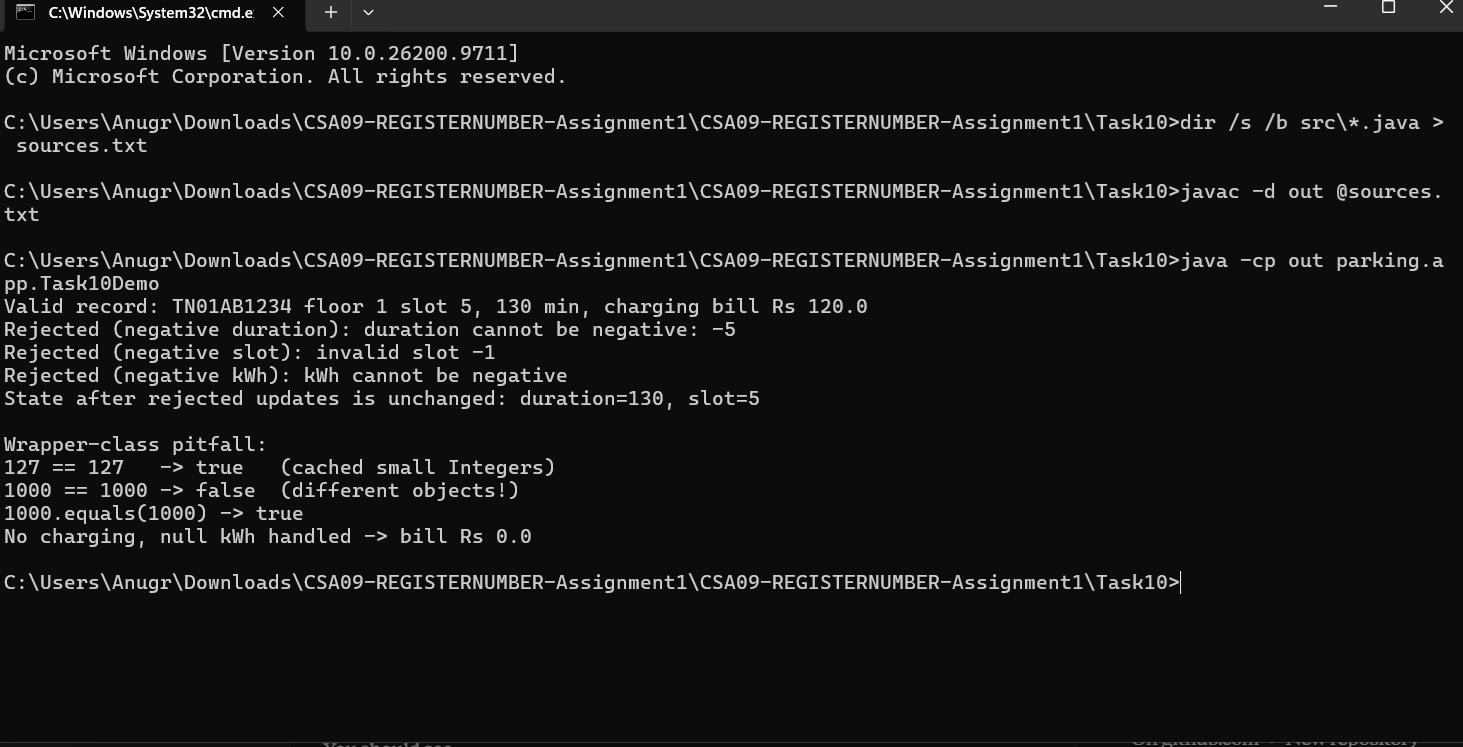 C:\Windows\System32\cmd.e
Microsoft Windows [Version 10.0.26200.9711]
(c) Microsoft Corporation. All rights reserved.
C:\Users\Anugr\Downloads\CSA09-REGISTERNUMBER-Assignment1\CSA09-REGISTERNUMBER-Assignment1\Task10>dir /s /b src\*.java >
 sources.txt
C:\Users\Anugr\Downloads\CSA09-REGISTERNUMBER-Assignment1\CSA09-REGISTERNUMBER-Assignment1\Task10>javac -d out @sources.
txt
C:\Users\Anugr\Downloads\CSA09-REGISTERNUMBER-Assignment1\CSA09-REGISTERNUMBER-Assignment1\Task10>java -cp out parking.a
pp.Task10Demo
Valid record: TN01AB1234 floor 1 slot 5, 130 min, charging bill Rs 120.0
Rejected (negative duration): duration cannot be negative: -5
Rejected (negative slot): invalid slot -1
Rejected (negative kWh): kWh cannot be negative
State after rejected updates is unchanged: duration=130, slot=5
Wrapper-class pitfall:
127 == 127   -> true   (cached small Integers)
1000 == 1000 -> false  (different objects!)
1000.equals(1000) -> true
No charging, null kWh handled -> bill Rs 0.0
C:\Users\Anugr\Downloads\CSA09-REGISTERNUMBER-Assignment1\CSA09-REGISTERNUMBER-Assignment1\Task10>